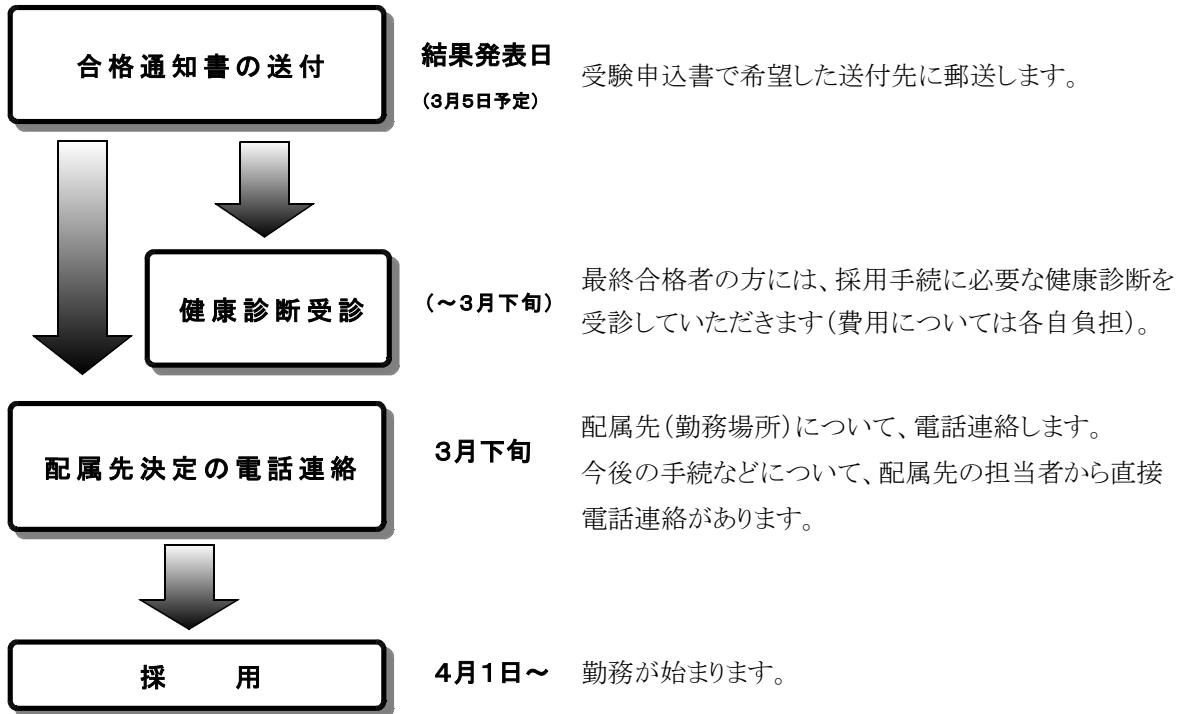 合格通知書の送付
結果発表日
(3月5日予定)
受験申込書で希望した送付先に郵送します。
健康診断受診
(~3月下旬)
最終合格者の方には、採用手続に必要な健康診断を
受診していただきます(費用については各自負担)。
配属先決定の電話連絡
3月下旬
配属先(勤務場所)について、電話連絡します。
今後の手続などについて、配属先の担当者から直接
電話連絡があります。
採 用
4月1日~
勤務が始まります。